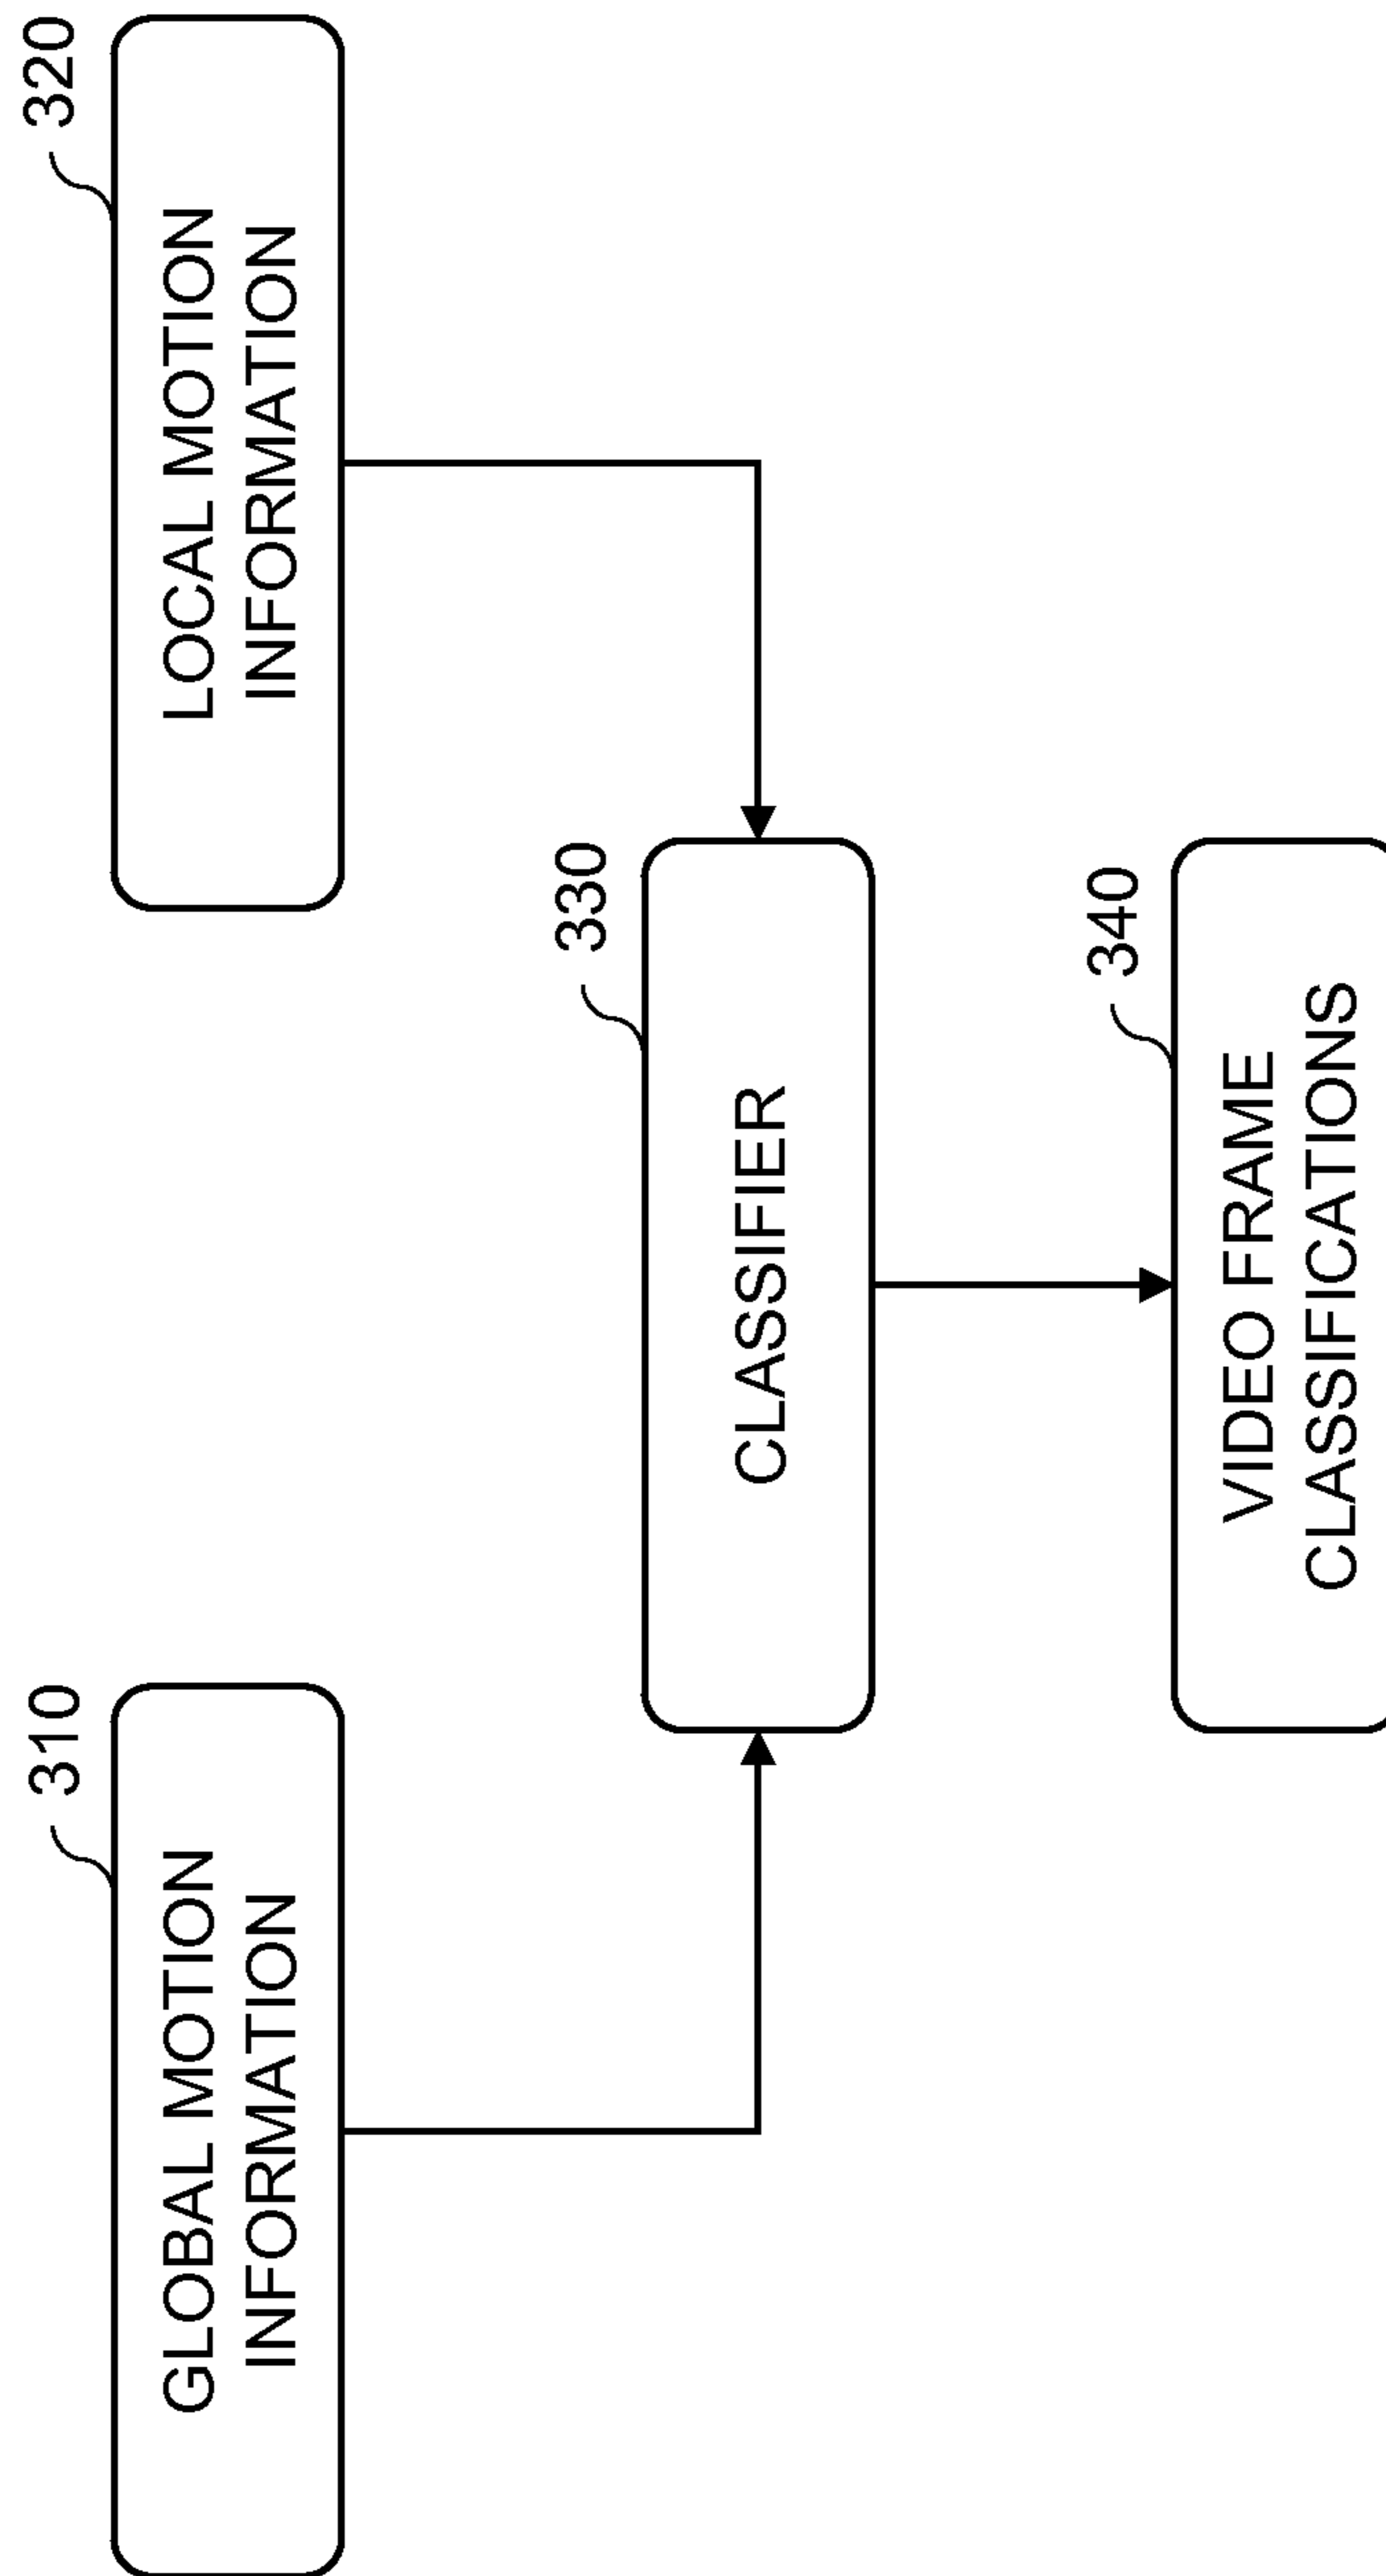 310
GLOBAL MOTION
INFORMATION
320
LOCAL MOTION
INFORMATION
330
CLASSIFIER
340
VIDEO FRAME
CLASSIFICATIONS